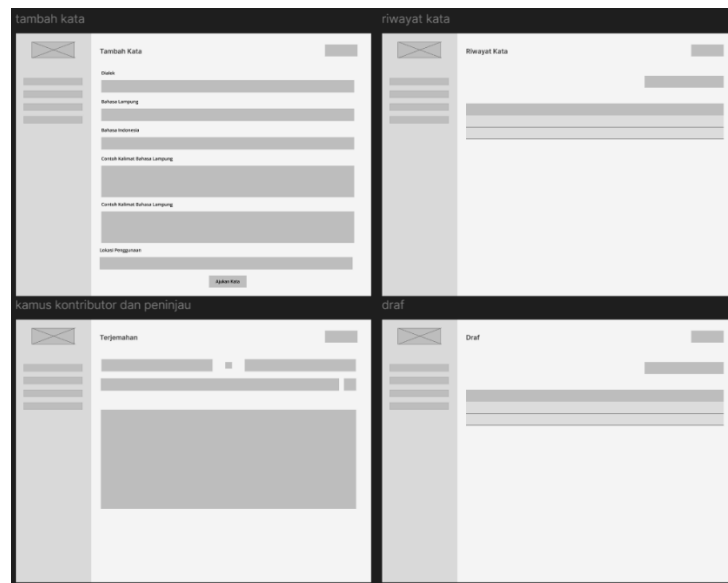 tambah kata
Tambah Kata
Dialek
Bahasa Lampung
Bahasa Indonesia
Contoh Kalimat Bahasa Lampung
Contoh Kalimat Bahasa Lampung
Lokasi Penggunaan
Ajukan Kata
riwayat kata
Riwayat Kata
kamus kontributor dan peninjau
Terjemahan
draf
Draf